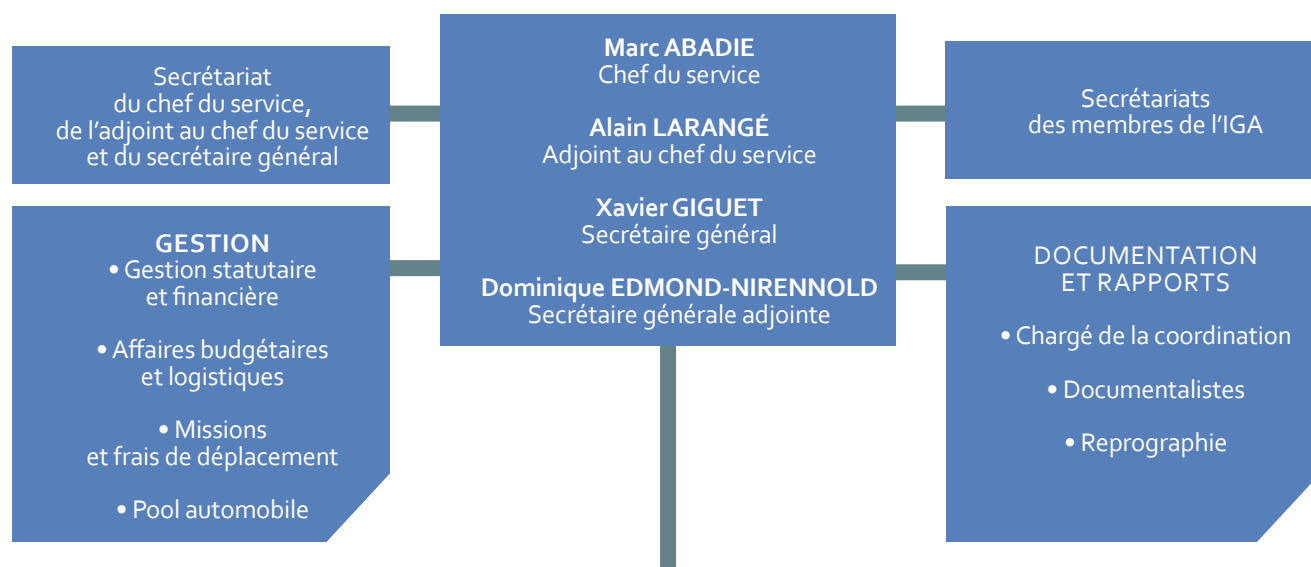 Secrétariat
du chef du service,
de l’adjoint au chef du service
et du secrétaire général
Marc ABADIE
Chef du service
Alain LARANGÉ
Adjoint au chef du service
Xavier GIGUET
Secrétaire général
Dominique EDMOND-NIRENNOLD
Secrétaire générale adjointe
Secrétariats
des membres de l’IGA
GESTION
• Gestion statutaire
et financière
• Affaires budgétaires
et logistiques
• Missions
et frais de déplacement
• Pool automobile
DOCUMENTATION
ET RAPPORTS
• Chargé de la coordination
• Documentalistes
• Reprographie